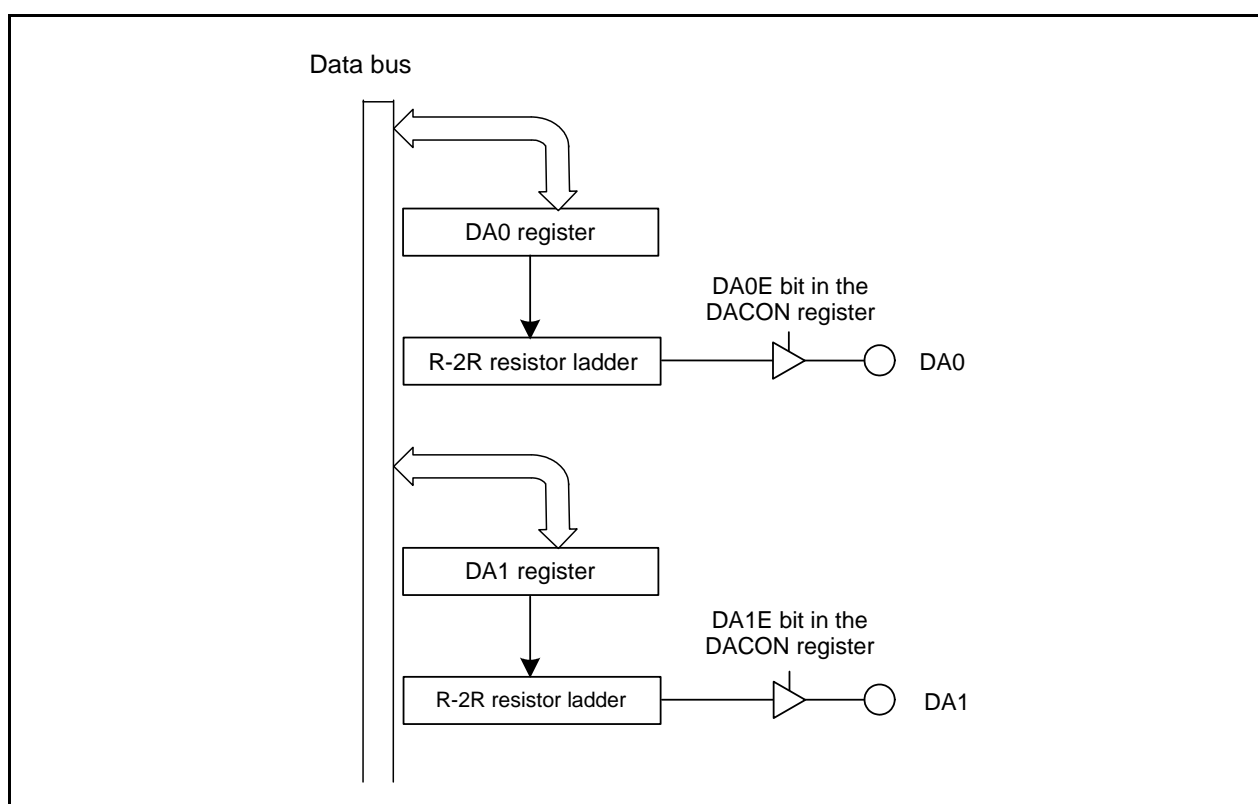 Data bus
DA0 register
DA0E bit in the
DACON register
R-2R resistor ladder
DA0
DA1 register
DA1E bit in the
DACON register
R-2R resistor ladder
DA1